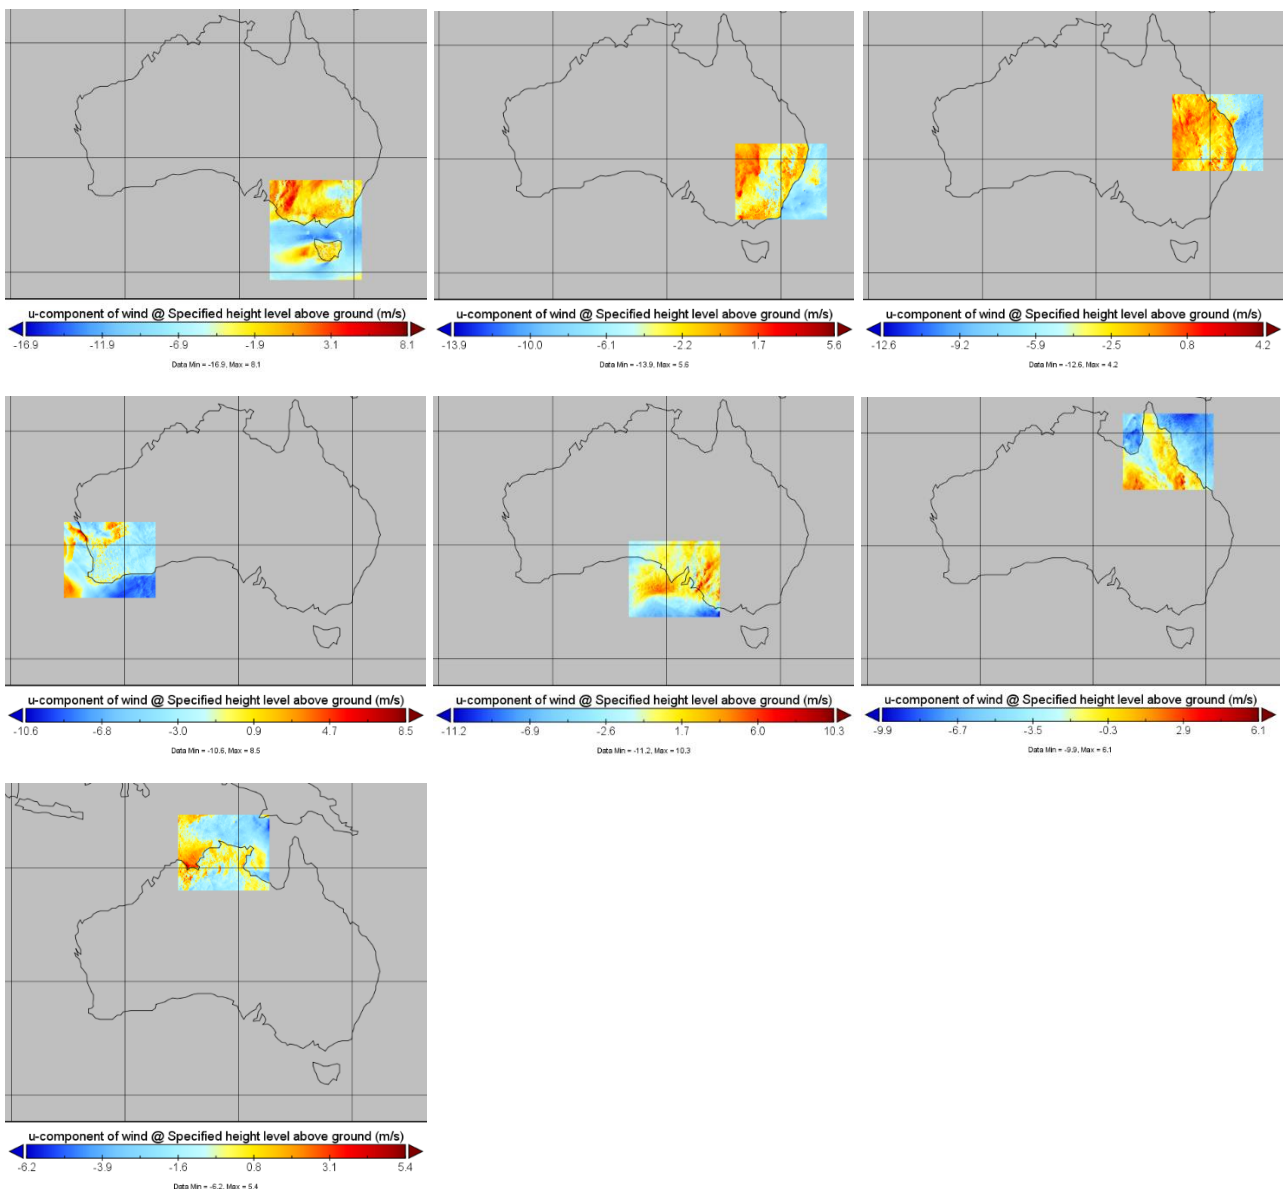 u-component of wind @ Specified height level above ground (m/s)
-16.9 -11.9 -6.9 -1.9 3.1 8.1
Data Min = -16.9, Max = 8.1
u-component of wind @ Specified height level above ground (m/s)
-13.9 -10.0 -6.1 -2.2 1.7 5.6
Data Min = -13.9, Max = 5.6
u-component of wind @ Specified height level above ground (m/s)
-12.6 -9.2 -5.9 -2.5 0.8 4.2
Data Min = -12.6, Max = 4.2
u-component of wind @ Specified height level above ground (m/s)
-10.6 -6.8 -3.0 0.9 4.7 8.5
Data Min = -10.6, Max = 8.5
u-component of wind @ Specified height level above ground (m/s)
-11.2 -6.9 -2.6 1.7 6.0 10.3
Data Min = -11.2, Max = 10.3
u-component of wind @ Specified height level above ground (m/s)
-9.9 -6.7 -3.5 -0.3 2.9 6.1
Data Min = -9.9, Max = 6.1
u-component of wind @ Specified height level above ground (m/s)
-6.2 -3.9 -1.6 0.8 3.1 5.4
Data Min = -6.2, Max = 5.4